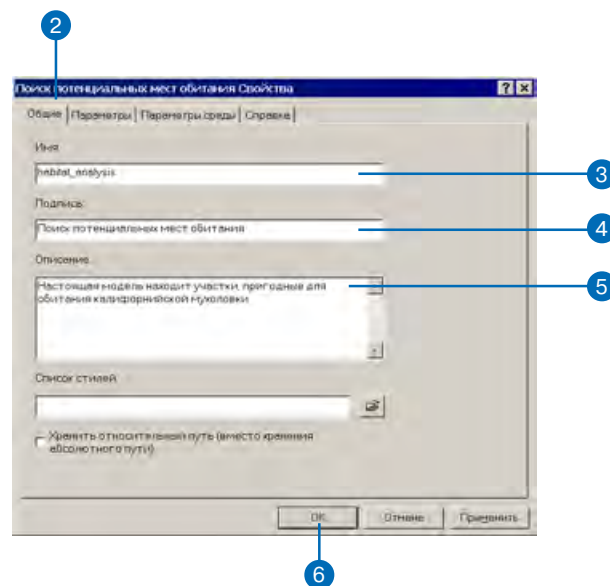 2
Поиск потенциальных мест обитания Свойства
Общие Параметры Параметры среды Справка
Имя
habitat_analysis
3
Подпись
Поиск потенциальных мест обитания
4
Описание
Настоящая модель находит участки, пригодные для
обитания калифорнийской мухоловки
5
Список стилей
Хранить относительный путь (вместо хранения
абсолютного пути)
OK Отмена Применить
6